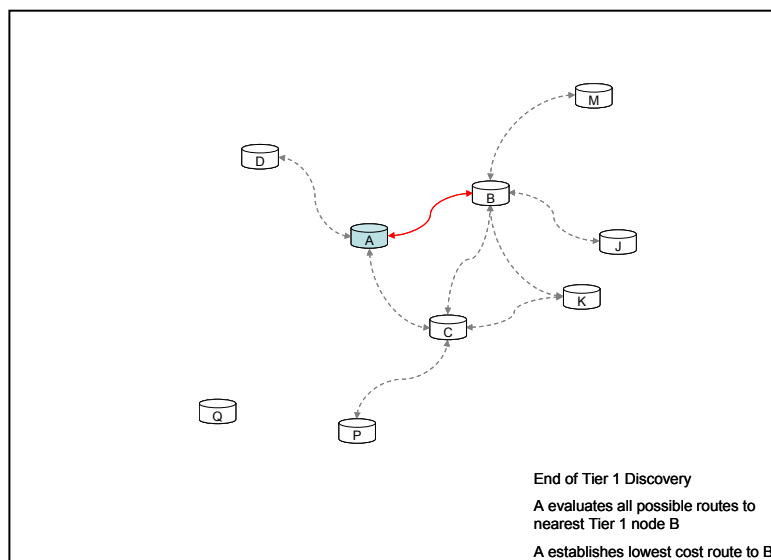 M
D
B
A
J
K
C
Q
P
End of Tier 1 Discovery
A evaluates all possible routes to
nearest Tier 1 node B
A establishes lowest cost route to B